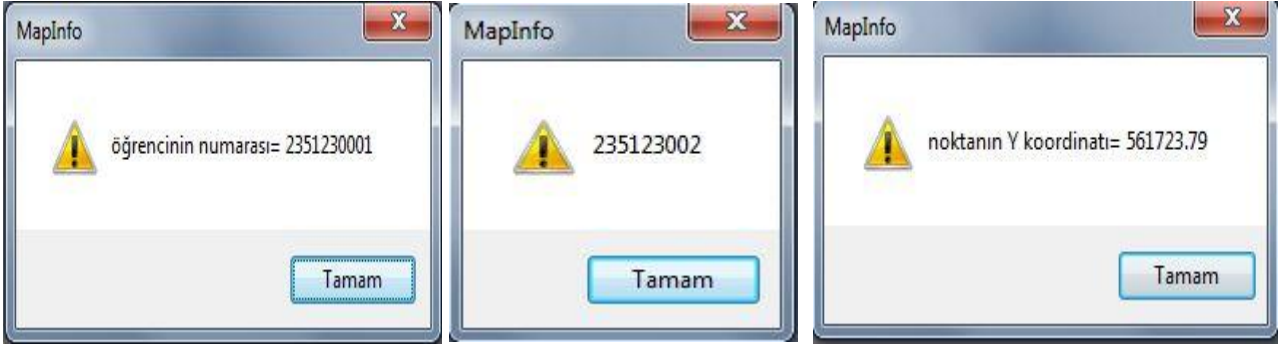 MapInfo
X
öğrencinin numarası= 2351230001
Tamam
MapInfo
X
235123002
Tamam
MapInfo
X
noktanın Y koordinatı= 561723.79
Tamam